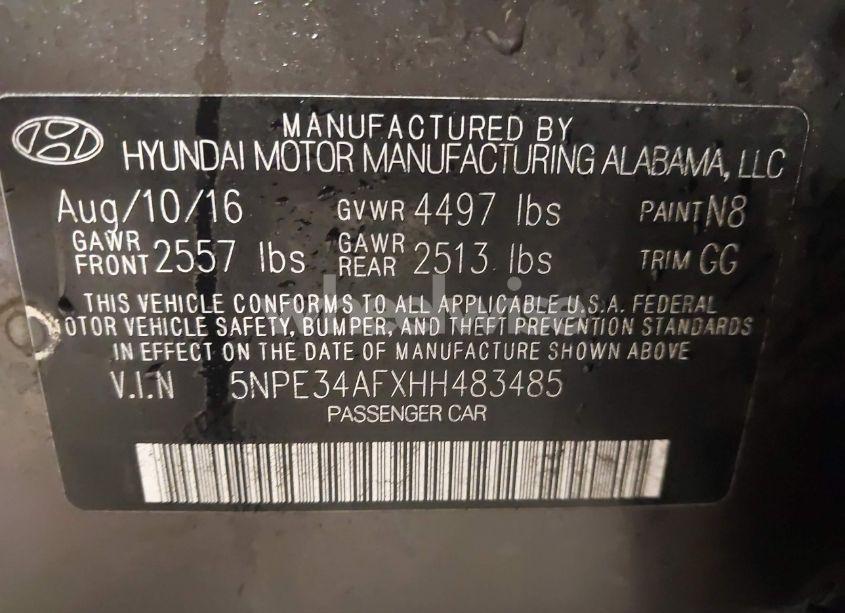 MANUFACTURED BY
HYUNDAI MOTOR MANUFACTURING ALABAMA, LLC
Aug/10/16 GVWR 4497 lbs PAINT N8
GAWR FRONT 2557 lbs GAWR REAR 2513 lbs TRIM GG
THIS VEHICLE CONFORMS TO ALL APPLICABLE U.S.A. FEDERAL
MOTOR VEHICLE SAFETY, BUMPER, AND THEFT PREVENTION STANDARDS
IN EFFECT ON THE DATE OF MANUFACTURE SHOWN ABOVE
V.I.N 5NPE34AFXHH483485
PASSENGER CAR